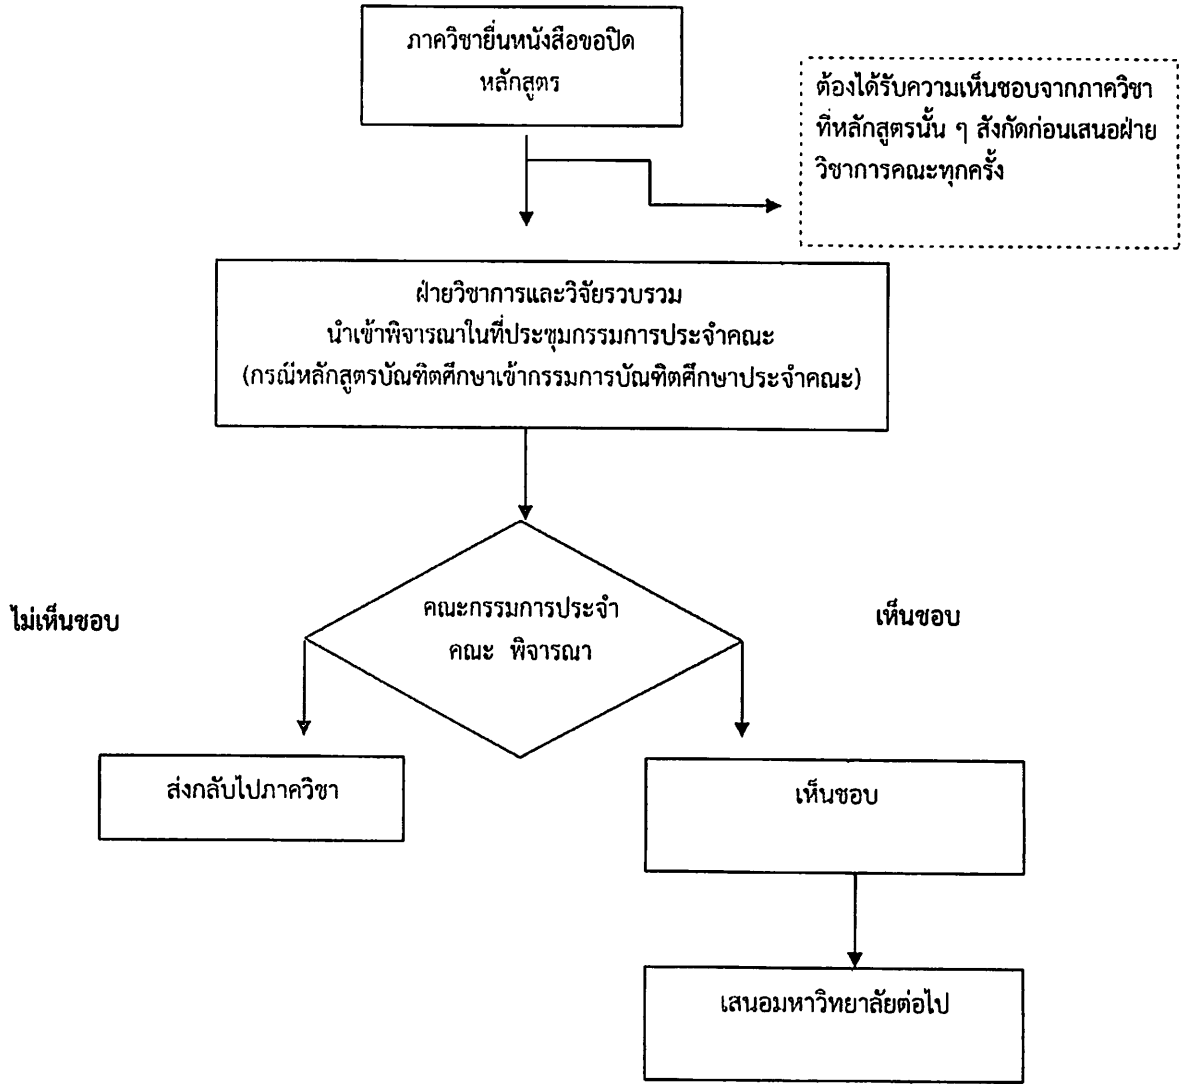 ภาควิชายื่นหนังสือขอปิด
หลักสูตร
ต้องได้รับความเห็นชอบจากภาควิชา
ที่หลักสูตรนั้น ๆ สังกัดก่อนเสนอฝ่าย
วิชาการคณะทุกครั้ง
ฝ่ายวิชาการและวิจัยรวบรวม
นำเข้าพิจารณาในที่ประชุมกรรมการประจำคณะ
(กรณีหลักสูตรบัณฑิตศึกษาเข้ากรรมการบัณฑิตศึกษาประจำคณะ)
ไม่เห็นชอบ
คณะกรรมการประจำ
คณะ พิจารณา
เห็นชอบ
ส่งกลับไปภาควิชา
เห็นชอบ
เสนอมหาวิทยาลัยต่อไป